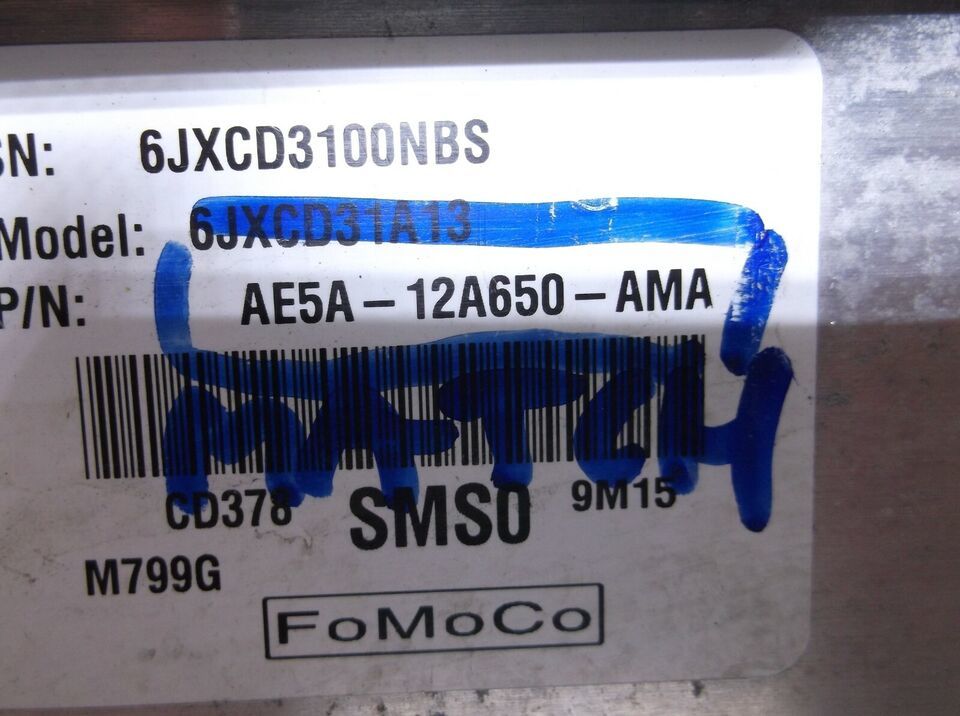 SN: 6JXCD3100NBS
Model: 6JXCD31A13
P/N: AE5A-12A650-AMA
MATCH
CD378 SMS0 9M15
M799G
FoMoCo